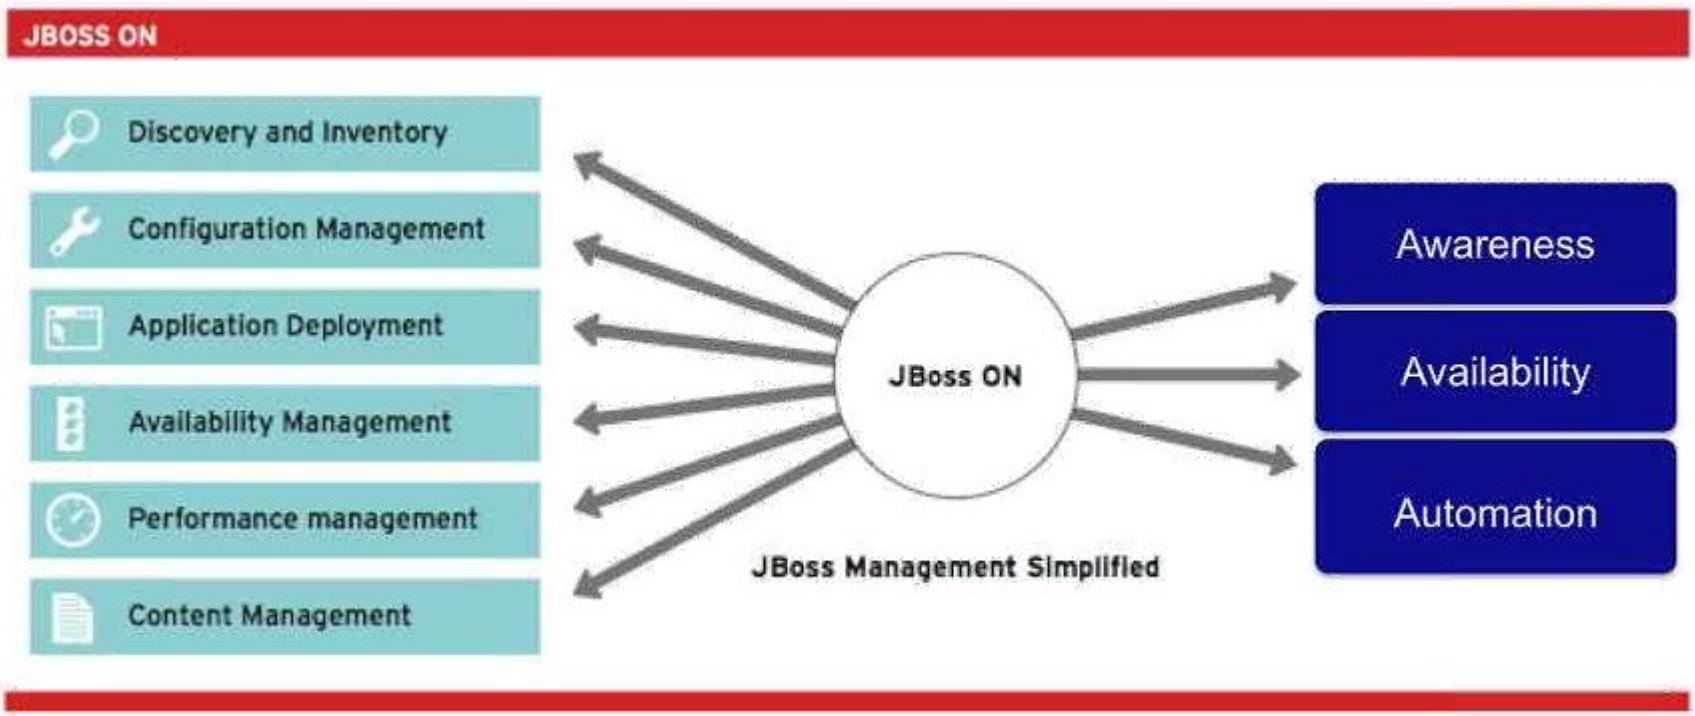 JBOSS ON
Discovery and Inventory
Configuration Management
Application Deployment
Availability Management
Performance management
Content Management
JBoss ON
JBoss Management Simplified
Awareness
Availability
Automation